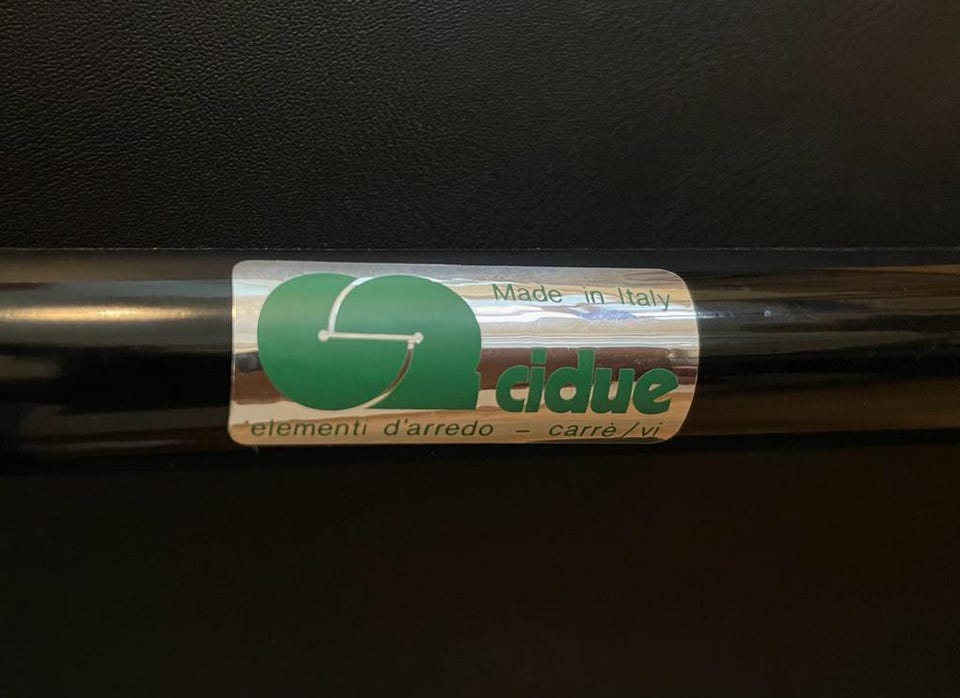 Made in Italy
cidue
elementi d'arredo – carrè/vi